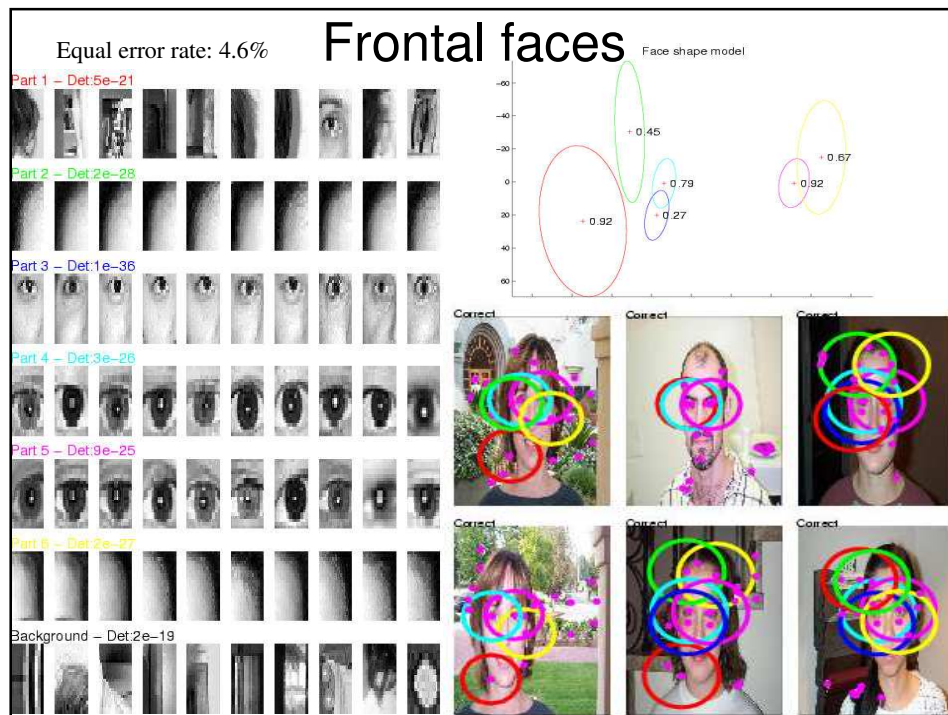 Frontal faces
Equal error rate: 4.6%
Part 1 – Det:5e–21
Part 2 – Det:2e–28
Part 3 – Det:1e–36
Part 4 – Det:3e–26
Part 5 – Det:9e–25
Part 6 – Det:2e–27
Background – Det:2e–19
Face shape model
−60
−40
−20
0
20
40
60
0.45
0.67
0.79
0.92
0.27
0.92
Correct
Correct
Correct
Correct
Correct
Correct